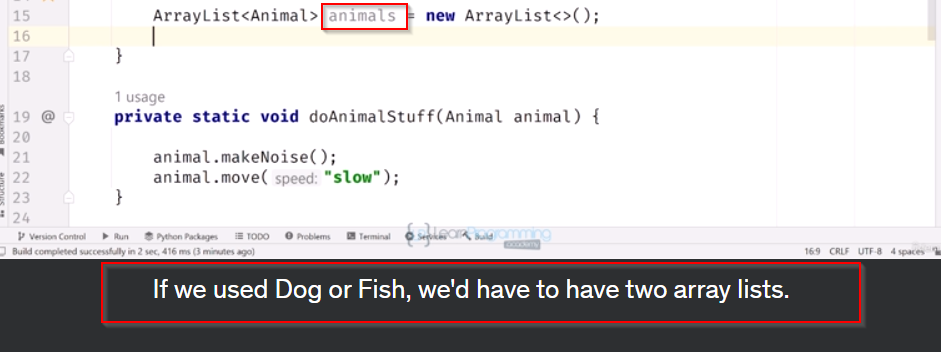 15 ArrayList<Animal> animals = new ArrayList<>();
16
17 }
18
1 usage
19 @ private static void doAnimalStuff(Animal animal) {
20
21 animal.makeNoise();
22 animal.move( speed: "slow");
23 }
24
Bookmarks
Structure
Version Control Run Python Packages TODO Problems Terminal Services Build
LearnProgramming
academy
Build completed successfully in 2 sec, 416 ms (3 minutes ago) 16:9 CRLF UTF-8 4 spaces
If we used Dog or Fish, we'd have to have two array lists.